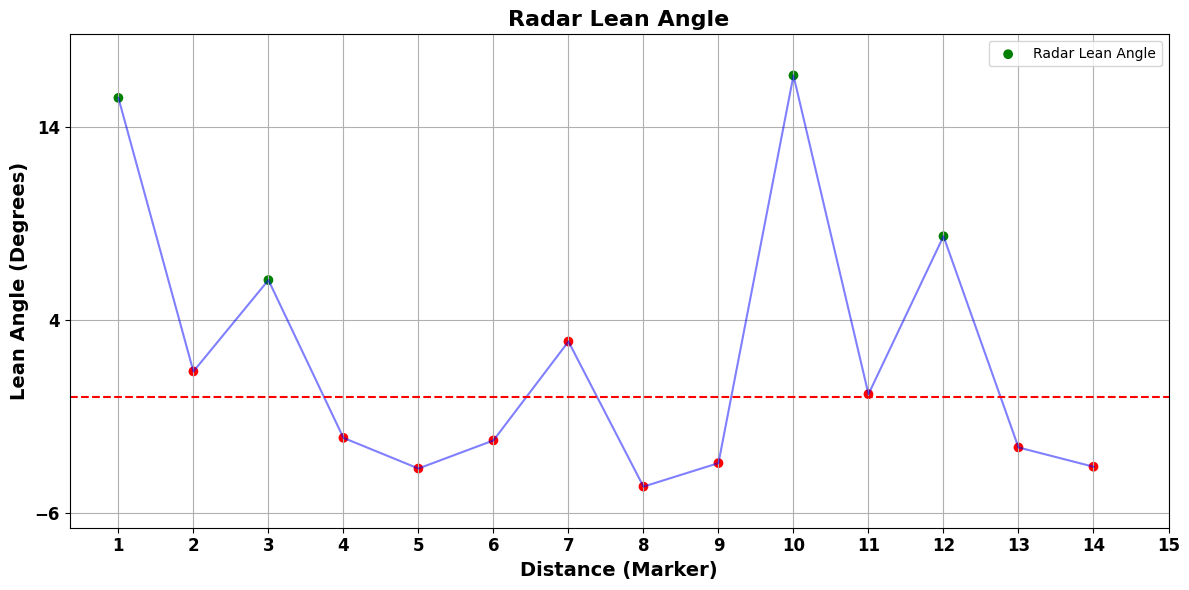 Radar Lean Angle
Radar Lean Angle
14
4
−6
Lean Angle (Degrees)
1 2 3 4 5 6 7 8 9 10 11 12 13 14 15
Distance (Marker)